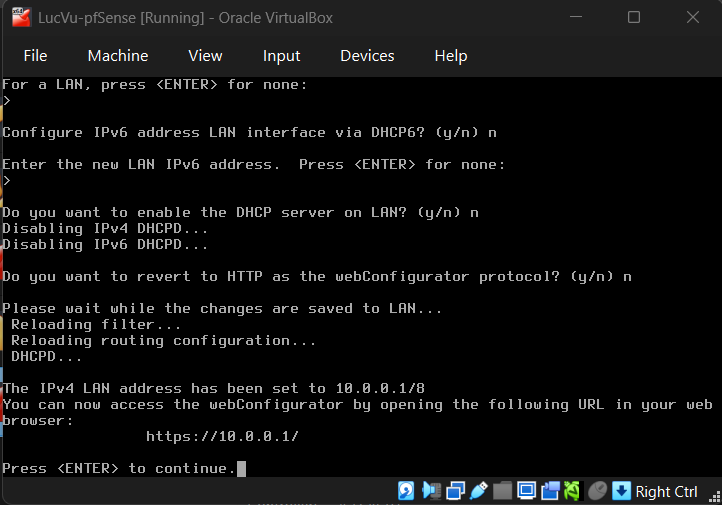 LucVu-pfSense [Running] - Oracle VirtualBox
File Machine View Input Devices Help
For a LAN, press <ENTER> for none:
>
Configure IPv6 address LAN interface via DHCP6? (y/n) n
Enter the new LAN IPv6 address.  Press <ENTER> for none:
>
Do you want to enable the DHCP server on LAN? (y/n) n
Disabling IPv4 DHCPD...
Disabling IPv6 DHCPD...
Do you want to revert to HTTP as the webConfigurator protocol? (y/n) n
Please wait while the changes are saved to LAN...
Reloading filter...
Reloading routing configuration...
DHCPD...
The IPv4 LAN address has been set to 10.0.0.1/8
You can now access the webConfigurator by opening the following URL in your web
browser:
https://10.0.0.1/
Press <ENTER> to continue.
Right Ctrl